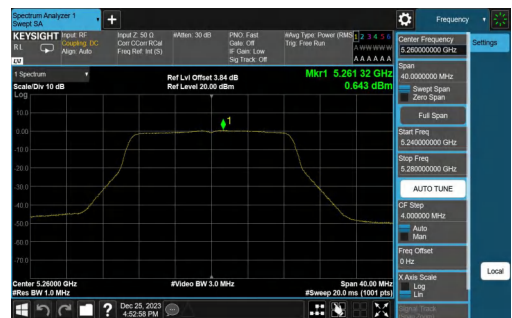 Spectrum Analyzer 1
Swept SA
Frequency
KEYSIGHT
RL
Input: RF
Coupling: DC
Align: Auto
Input Z: 50 Ω
Corr CCorr RCal
Freq Ref: Int (S)
#Atten: 30 dB
PNO: Fast
Gate: Off
IF Gain: Low
Sig Track: Off
#Avg Type: Power (RMS
Trig: Free Run
1 2 3 4 5 6
A W W W W W
A A A A A A
1 Spectrum
Scale/Div 10 dB
Ref Lvl Offset 3.84 dB
Ref Level 20.00 dBm
Mkr1 5.261 32 GHz
0.643 dBm
Log
10.0
0.00
1
-10.0
-20.0
-30.0
-40.0
-50.0
-60.0
-70.0
Center 5.26000 GHz
#Res BW 1.0 MHz
#Video BW 3.0 MHz
Span 40.00 MHz
#Sweep 20.0 ms (1001 pts)
Center Frequency
5.260000000 GHz
Settings
Span
40.0000000 MHz
Swept Span
Zero Span
Full Span
Start Freq
5.240000000 GHz
Stop Freq
5.280000000 GHz
AUTO TUNE
CF Step
4.000000 MHz
Auto
Man
Freq Offset
0 Hz
X Axis Scale
Log
Lin
Local
Signal Track
Dec 25, 2023
4:52:58 PM